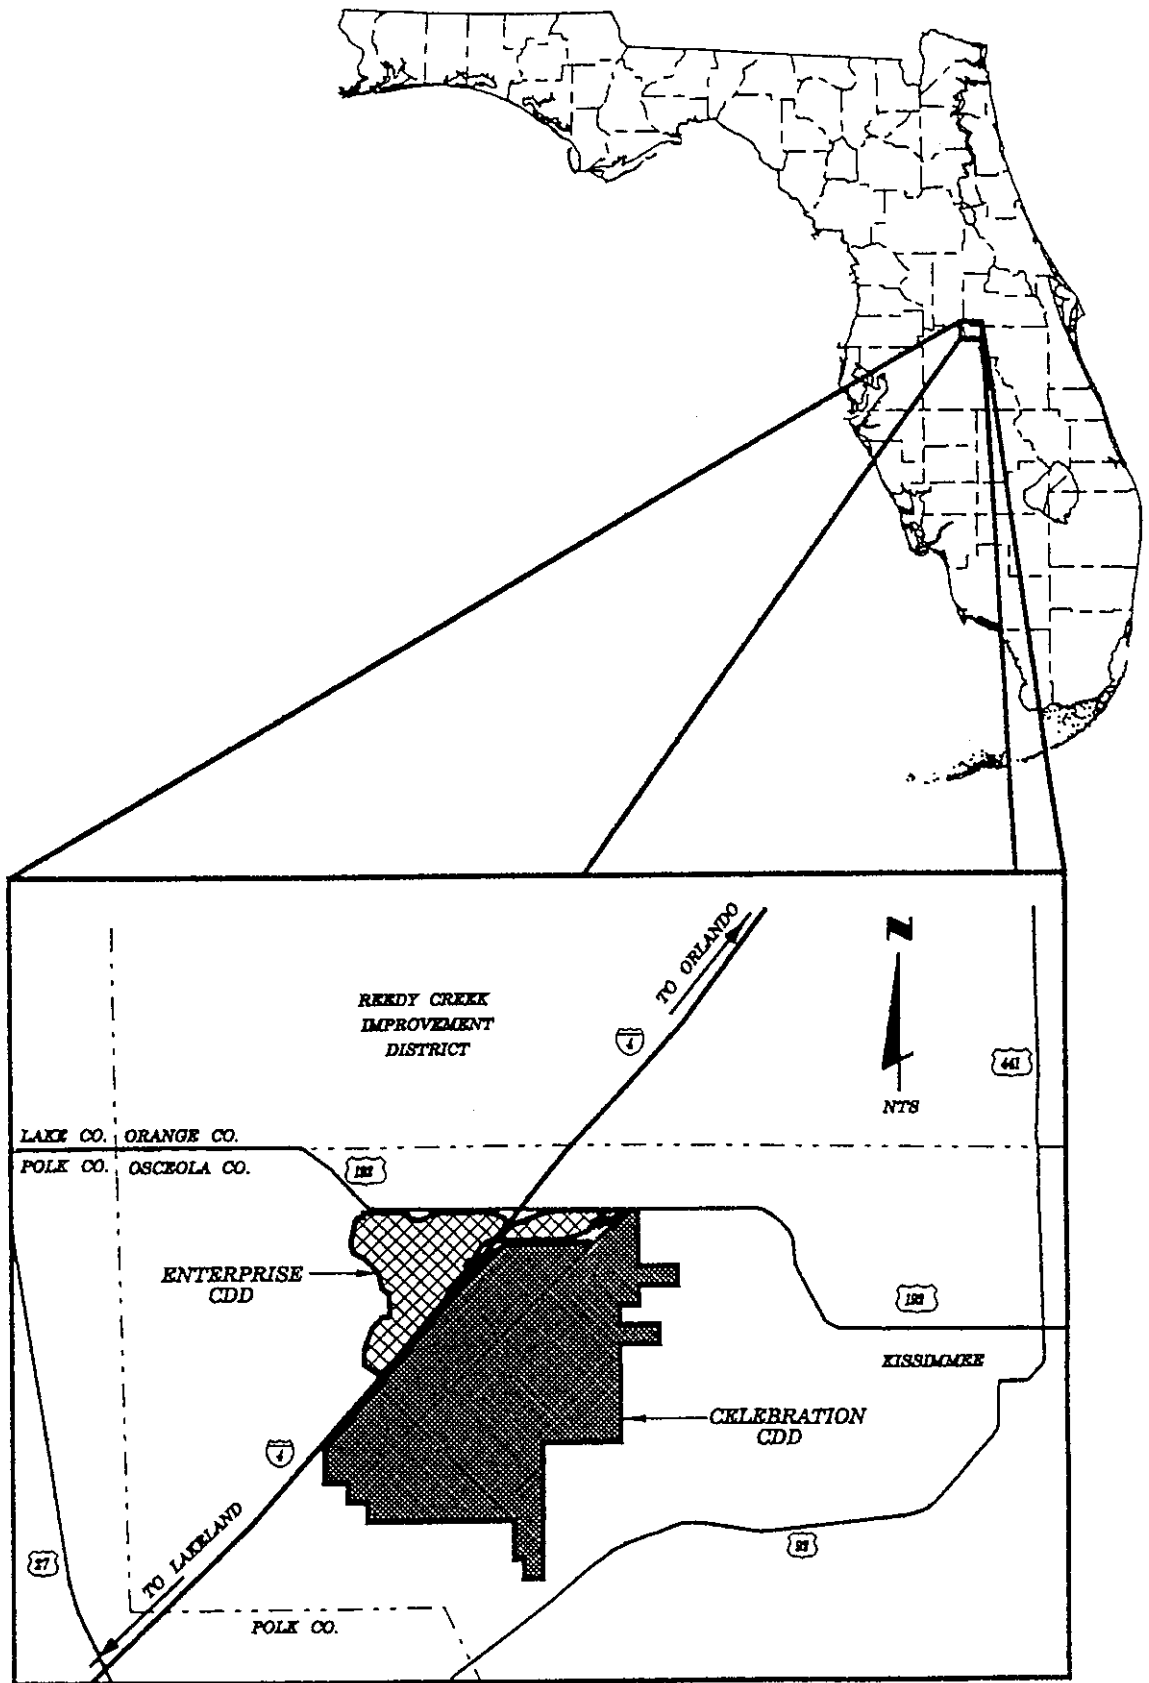 TO ORLANDO
N
REEDY CREEK
IMPROVEMENT
DISTRICT
4
441
NTS
LAKE CO. ORANGE CO.
POLK CO. OSCEOLA CO.
192
ENTERPRISE
CDD
192
KISSIMMEE
CELEBRATION
CDD
4
TO LAKELAND
27
92
POLK CO.